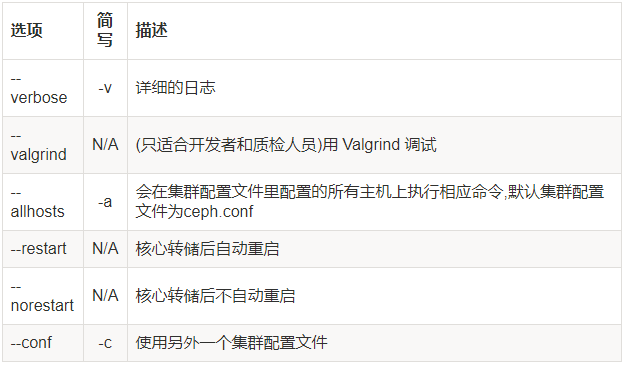 选项 简写 描述
--verbose -v 详细的日志
--valgrind N/A (只适合开发者和质检人员)用 Valgrind 调试
--allhosts -a 会在集群配置文件里配置的所有主机上执行相应命令,默认集群配置
文件为ceph.conf
--restart N/A 核心转储后自动重启
--norestart N/A 核心转储后不自动重启
--conf -c 使用另外一个集群配置文件